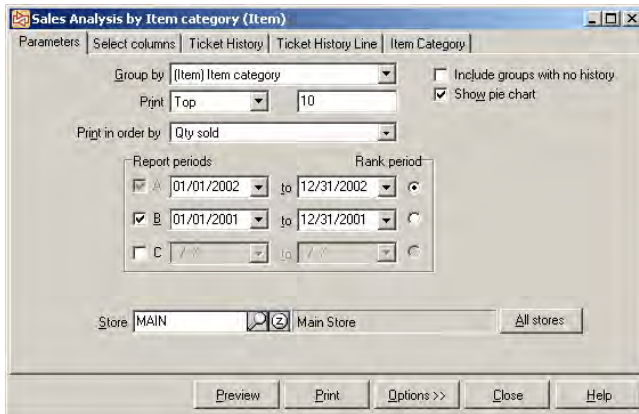 Sales Analysis by Item category (Item)
Parameters Select columns Ticket History Ticket History Line Item Category
Group by (Item) Item category Include groups with no history
Print Top 10 Show pie chart
Print in order by Qty sold
Report periods Rank period
A 01/01/2002 to 12/31/2002
B 01/01/2001 to 12/31/2001
C / / to / /
Store MAIN Z Main Store All stores
Preview Print Options >> Close Help